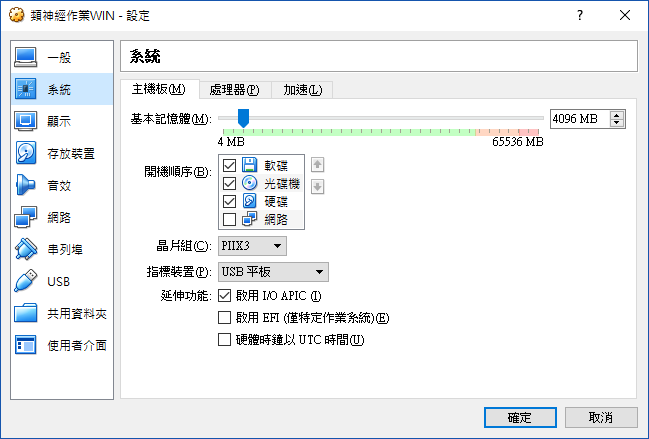 類神經作業WIN - 設定
一般
系統
顯示
存放裝置
音效
網路
串列埠
USB
共用資料夾
使用者介面
系統
主機板(M) 處理器(P) 加速(L)
基本記憶體(M): 4096 MB
4 MB 65536 MB
開機順序(B): 軟碟
光碟機
硬碟
網路
晶片組(C): PIIX3
指標裝置(P): USB 平板
延伸功能: 啟用 I/O APIC (I)
啟用 EFI (僅特定作業系統)(E)
硬體時鐘以 UTC 時間(U)
確定 取消